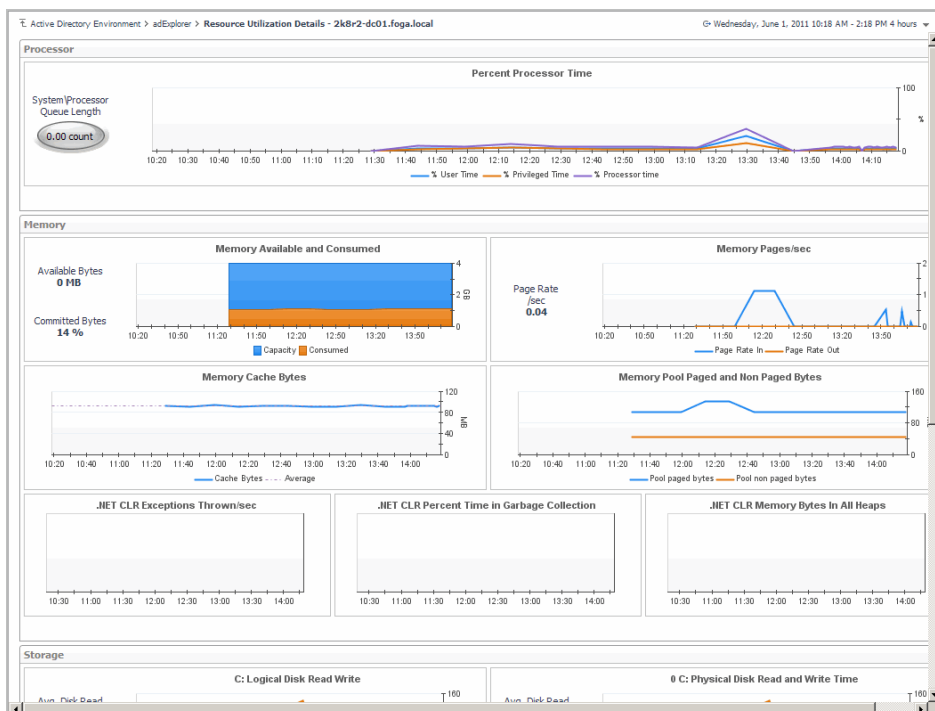 Active Directory Environment > adExplorer > Resource Utilization Details - 2k8r2-dc01.foga.local
Wednesday, June 1, 2011 10:18 AM - 2:18 PM 4 hours
Processor
Percent Processor Time
System\Processor
Queue Length
0.00 count
100
%
0
10:20 10:30 10:40 10:50 11:00 11:10 11:20 11:30 11:40 11:50 12:00 12:10 12:20 12:30 12:40 12:50 13:00 13:10 13:20 13:30 13:40 13:50 14:00 14:10
% User Time % Privileged Time % Processor time
Memory
Memory Available and Consumed
Available Bytes
0 MB
Committed Bytes
14 %
4
GB
2
0
10:20 10:50 11:20 11:50 12:20 12:50 13:20 13:50
Capacity Consumed
Memory Pages/sec
Page Rate
/sec
0.04
2
1
0
10:20 10:50 11:20 11:50 12:20 12:50 13:20 13:50
Page Rate In Page Rate Out
Memory Cache Bytes
120
80
MB
40
0
10:20 10:40 11:00 11:20 11:40 12:00 12:20 12:40 13:00 13:20 13:40 14:00
Cache Bytes Average
Memory Pool Paged and Non Paged Bytes
160
80
0
10:20 10:40 11:00 11:20 11:40 12:00 12:20 12:40 13:00 13:20 13:40 14:00
Pool paged bytes Pool non paged bytes
.NET CLR Exceptions Thrown/sec
10:30 11:00 11:30 12:00 12:30 13:00 13:30 14:00
.NET CLR Percent Time in Garbage Collection
10:30 11:00 11:30 12:00 12:30 13:00 13:30 14:00
.NET CLR Memory Bytes In All Heaps
10:30 11:00 11:30 12:00 12:30 13:00 13:30 14:00
Storage
C: Logical Disk Read Write
Avg. Disk Read
160
0 C: Physical Disk Read and Write Time
Avg. Disk Read
160